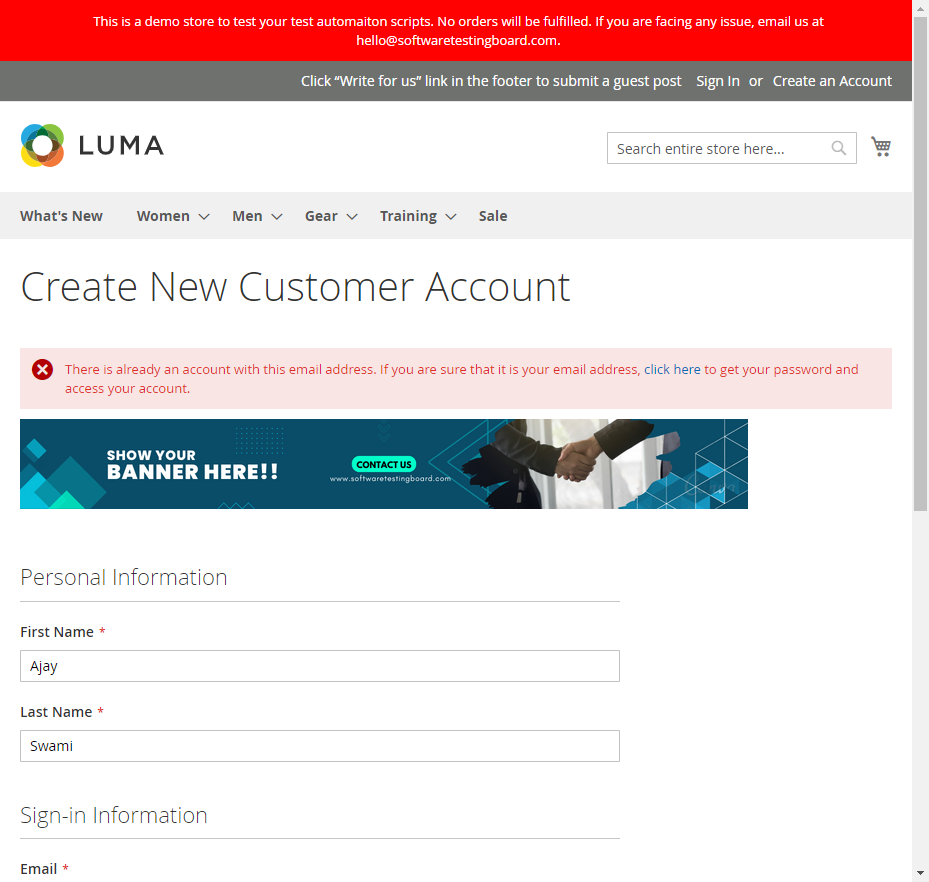 This is a demo store to test your test automaiton scripts. No orders will be fulfilled. If you are facing any issue, email us at
hello@softwaretestingboard.com.
Click “Write for us” link in the footer to submit a guest post Sign In or Create an Account
LUMA
Search entire store here...
What's New Women Men Gear Training Sale
Create New Customer Account
There is already an account with this email address. If you are sure that it is your email address, click here to get your password and
access your account.
SHOW YOUR
BANNER HERE!!
CONTACT US
www.softwaretestingboard.com
Personal Information
First Name *
Ajay
Last Name *
Swami
Sign-in Information
Email *